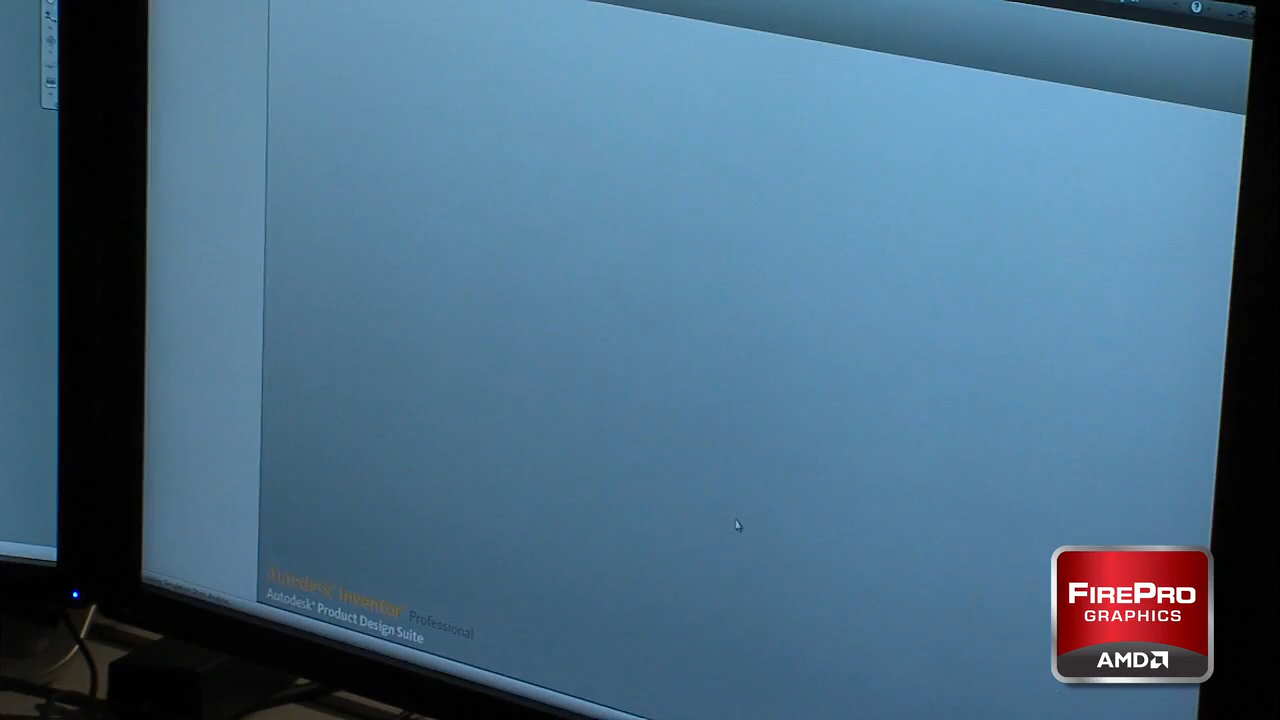 Autodesk® Inventor® Professional
Autodesk® Product Design Suite
FIREPRO
GRAPHICS
AMD